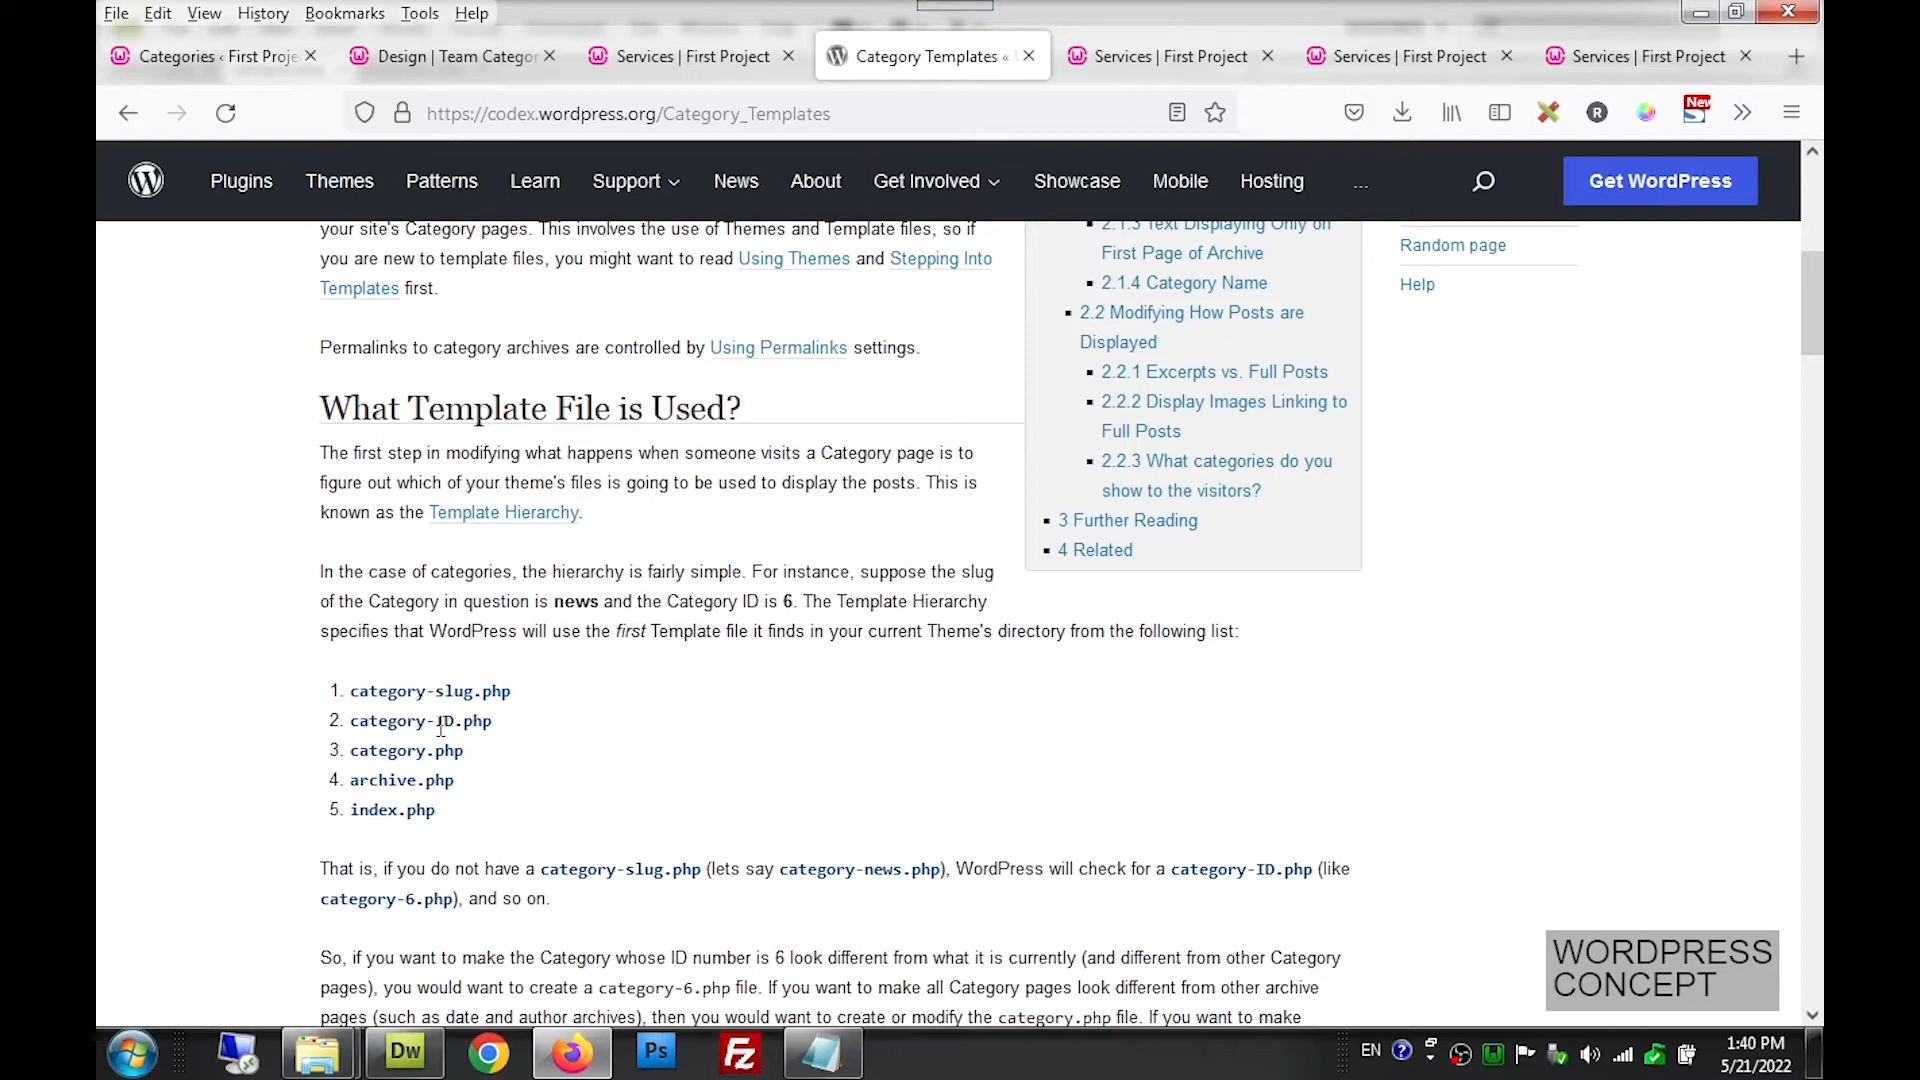 File Edit View History Bookmarks Tools Help
Categories ‹ First Proje
Design | Team Categor
Services | First Project
Category Templates «
Services | First Project
Services | First Project
Services | First Project
https://codex.wordpress.org/Category_Templates
New
Plugins Themes Patterns Learn Support News About Get Involved Showcase Mobile Hosting ... Get WordPress
your site's Category pages. This involves the use of Themes and Template files, so if
you are new to template files, you might want to read Using Themes and Stepping Into
Templates first.
Permalinks to category archives are controlled by Using Permalinks settings.
What Template File is Used?
The first step in modifying what happens when someone visits a Category page is to
figure out which of your theme's files is going to be used to display the posts. This is
known as the Template Hierarchy.
In the case of categories, the hierarchy is fairly simple. For instance, suppose the slug
of the Category in question is news and the Category ID is 6. The Template Hierarchy
specifies that WordPress will use the first Template file it finds in your current Theme's directory from the following list:
1. category-slug.php
2. category-ID.php
3. category.php
4. archive.php
5. index.php
That is, if you do not have a category-slug.php (lets say category-news.php), WordPress will check for a category-ID.php (like
category-6.php), and so on.
So, if you want to make the Category whose ID number is 6 look different from what it is currently (and different from other Category
pages), you would want to create a category-6.php file. If you want to make all Category pages look different from other archive
pages (such as date and author archives), then you would want to create or modify the category.php file. If you want to make
2.1.3 Text Displaying Only on
First Page of Archive
2.1.4 Category Name
2.2 Modifying How Posts are
Displayed
2.2.1 Excerpts vs. Full Posts
2.2.2 Display Images Linking to
Full Posts
2.2.3 What categories do you
show to the visitors?
3 Further Reading
4 Related
Random page
Help
WORDPRESS
CONCEPT
Dw
Ps
Fz
EN
1:40 PM
5/21/2022